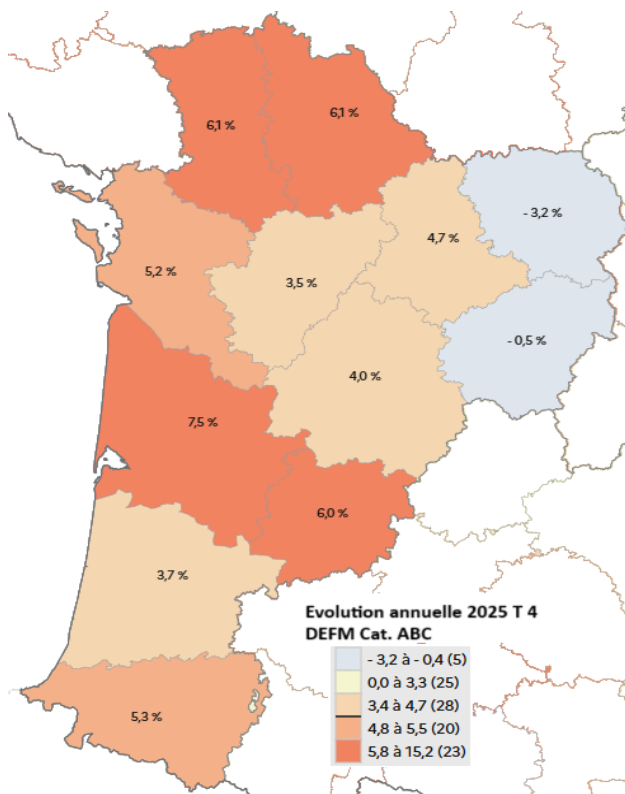 6,1 %
6,1 %
- 3,2 %
4,7 %
5,2 %
3,5 %
- 0,5 %
4,0 %
7,5 %
6,0 %
3,7 %
5,3 %
Evolution annuelle 2025 T 4
DEFM Cat. ABC
- 3,2 à - 0,4 (5)
0,0 à 3,3 (25)
3,4 à 4,7 (28)
4,8 à 5,5 (20)
5,8 à 15,2 (23)